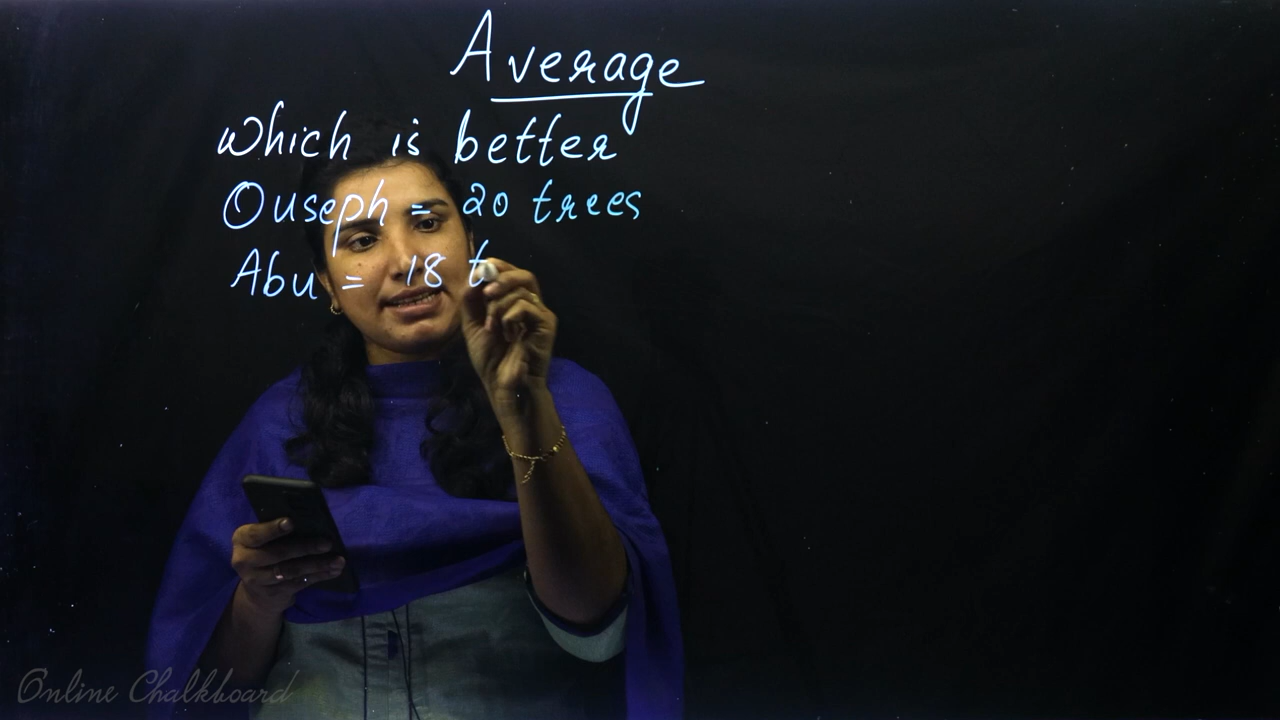 Average
Which is better
Ouseph = 20 trees
Abu = 18 t
Online Chalkboard